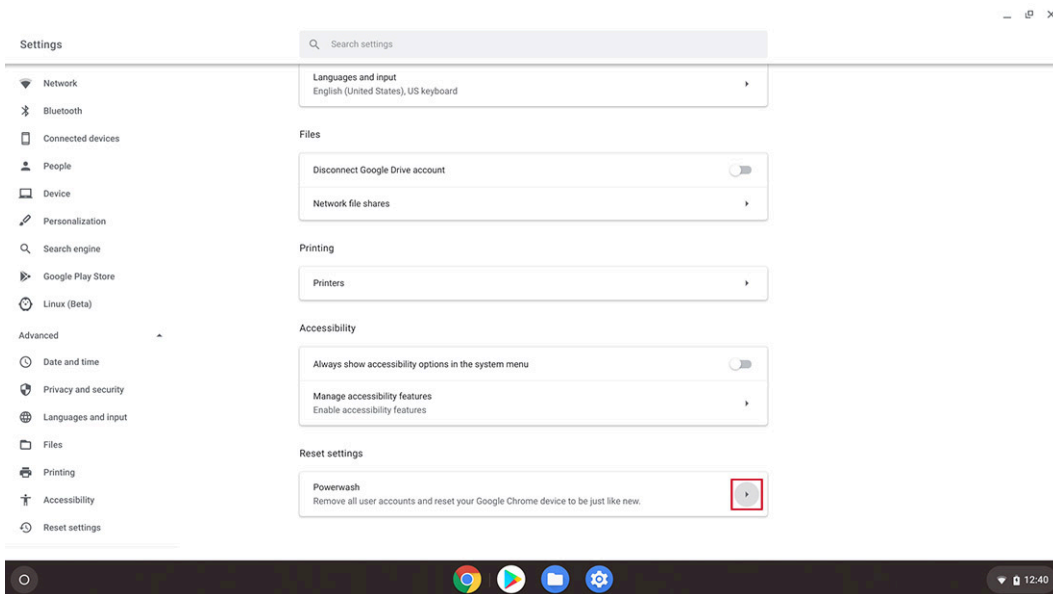 Settings
Search settings
Network
Bluetooth
Connected devices
People
Device
Personalization
Search engine
Google Play Store
Linux (Beta)
Advanced
Date and time
Privacy and security
Languages and input
Files
Printing
Accessibility
Reset settings
Languages and input
English (United States), US keyboard
Files
Disconnect Google Drive account
Network file shares
Printing
Printers
Accessibility
Always show accessibility options in the system menu
Manage accessibility features
Enable accessibility features
Reset settings
Powerwash
Remove all user accounts and reset your Google Chrome device to be just like new.
12:40